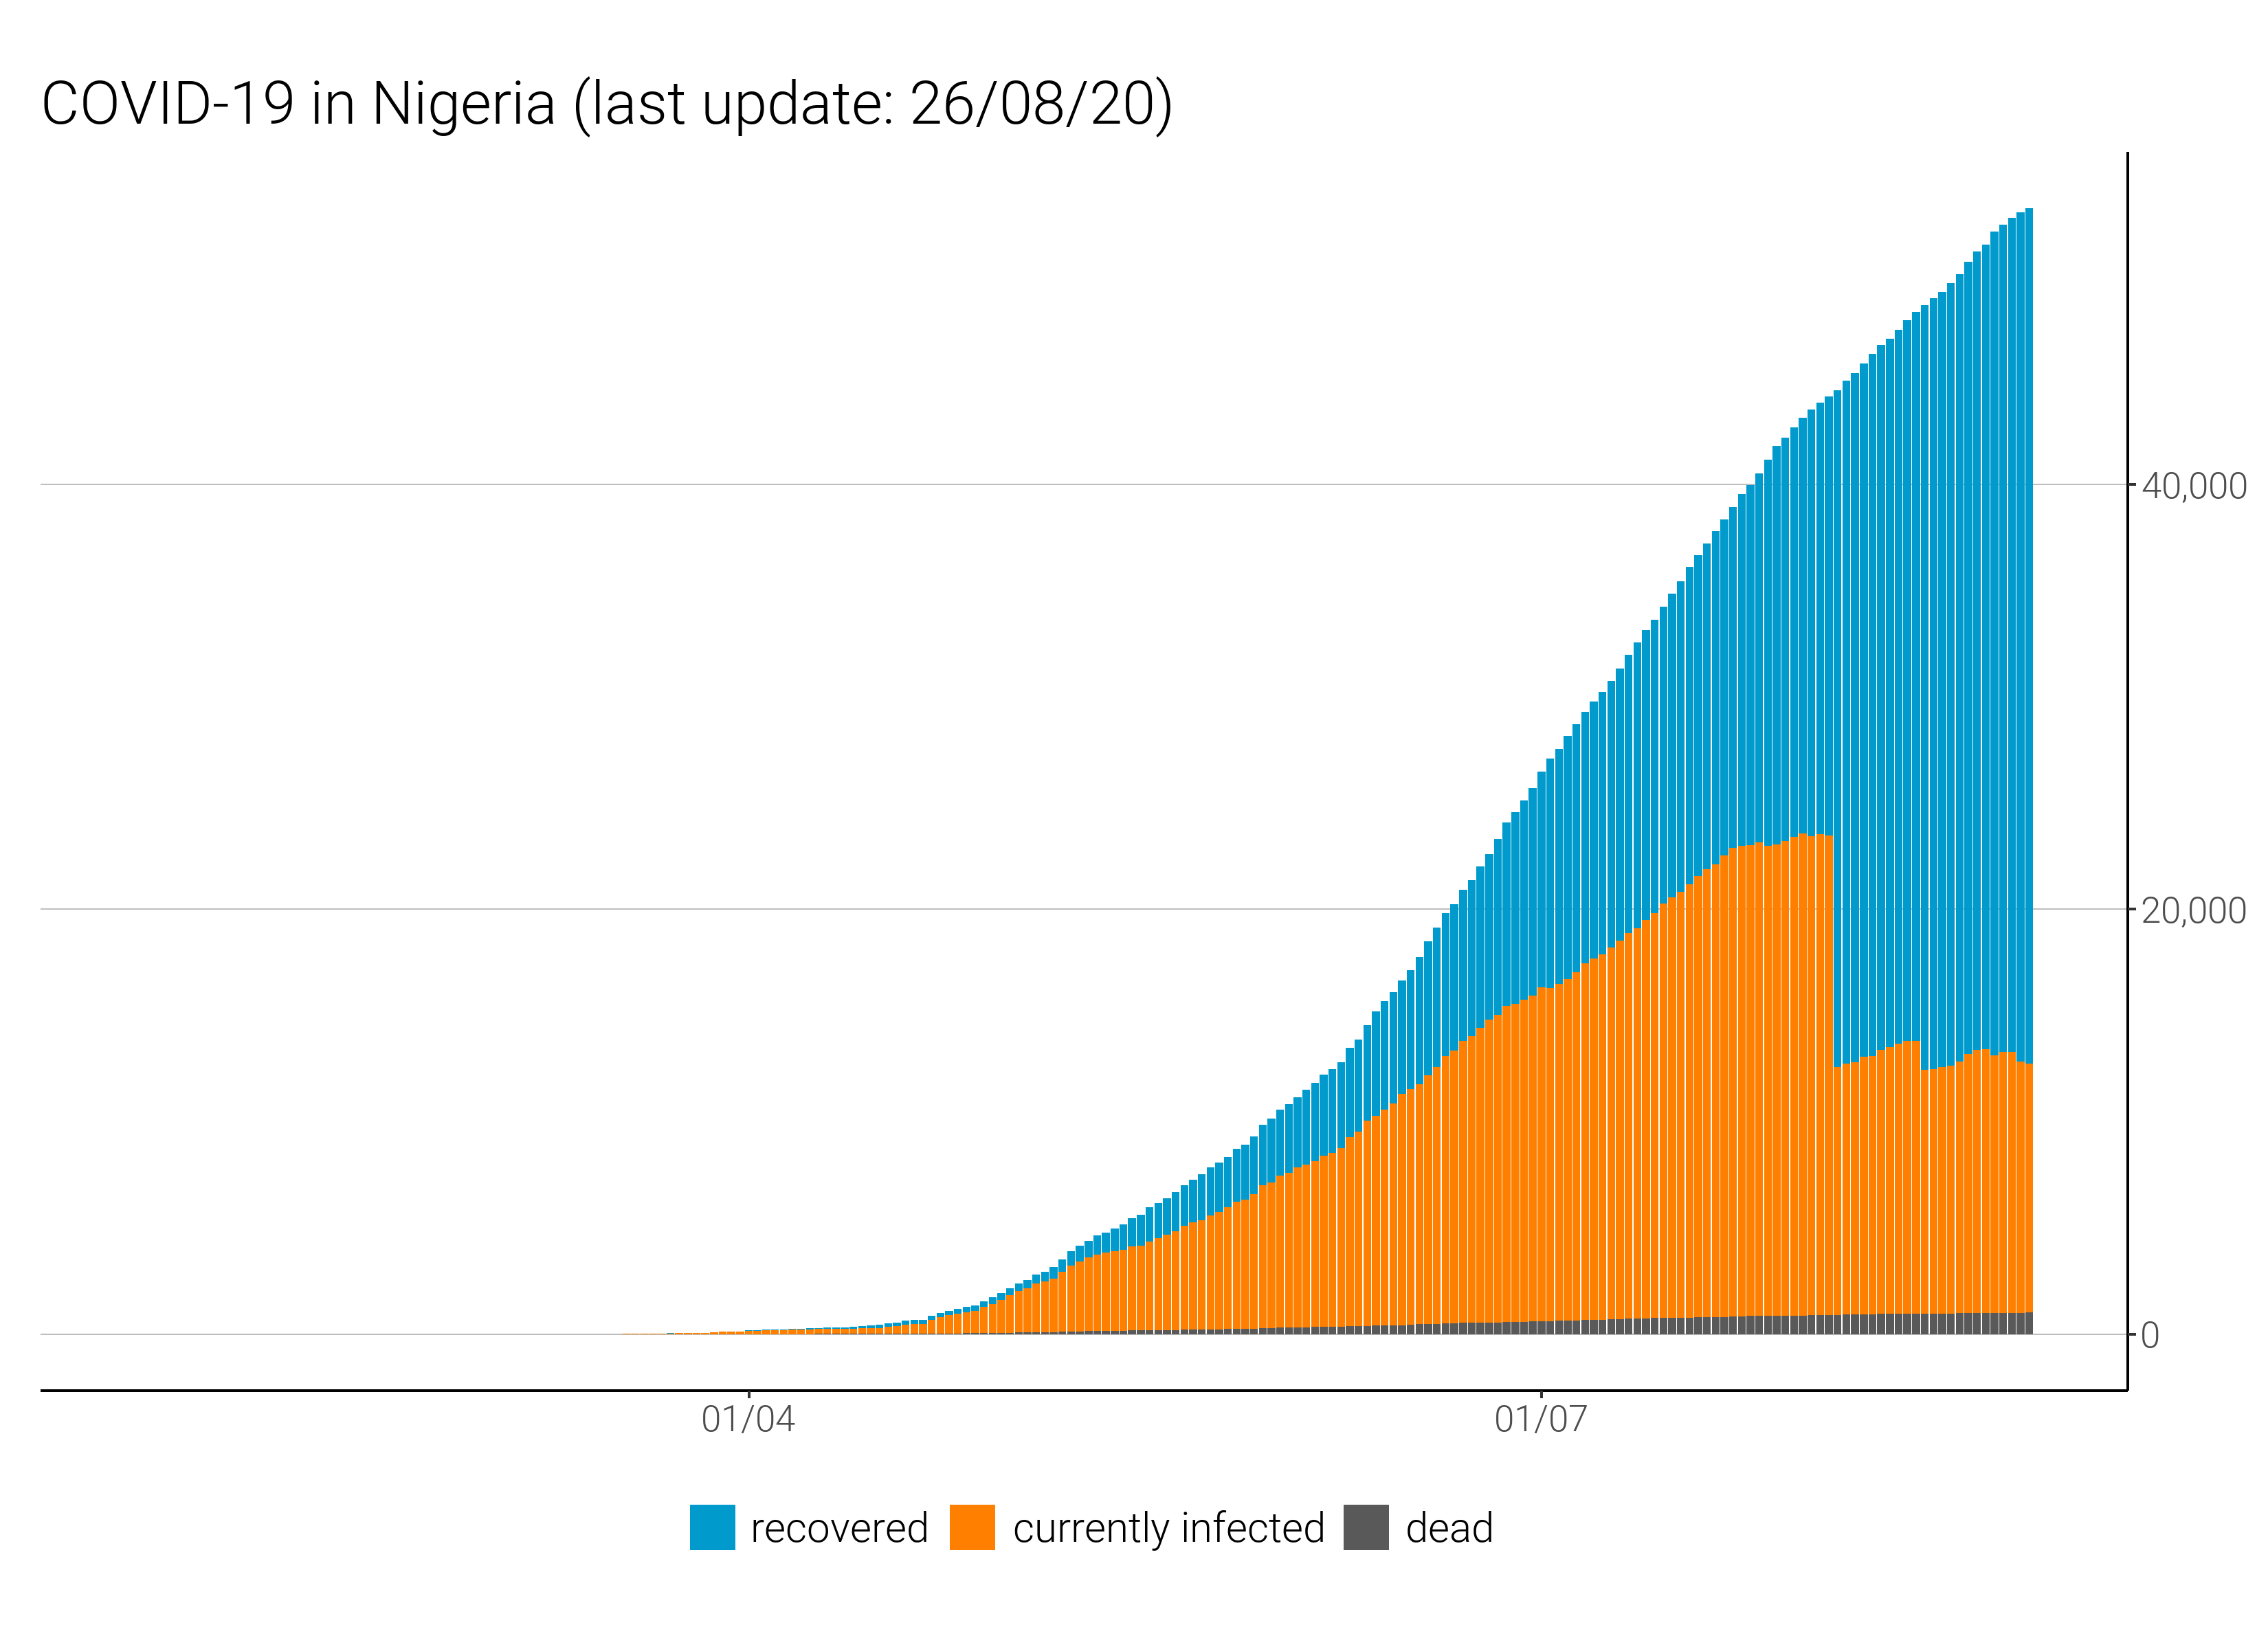 COVID-19 in Nigeria (last update: 26/08/20)
40,000
20,000
0
01/04 01/07
recovered currently infected dead